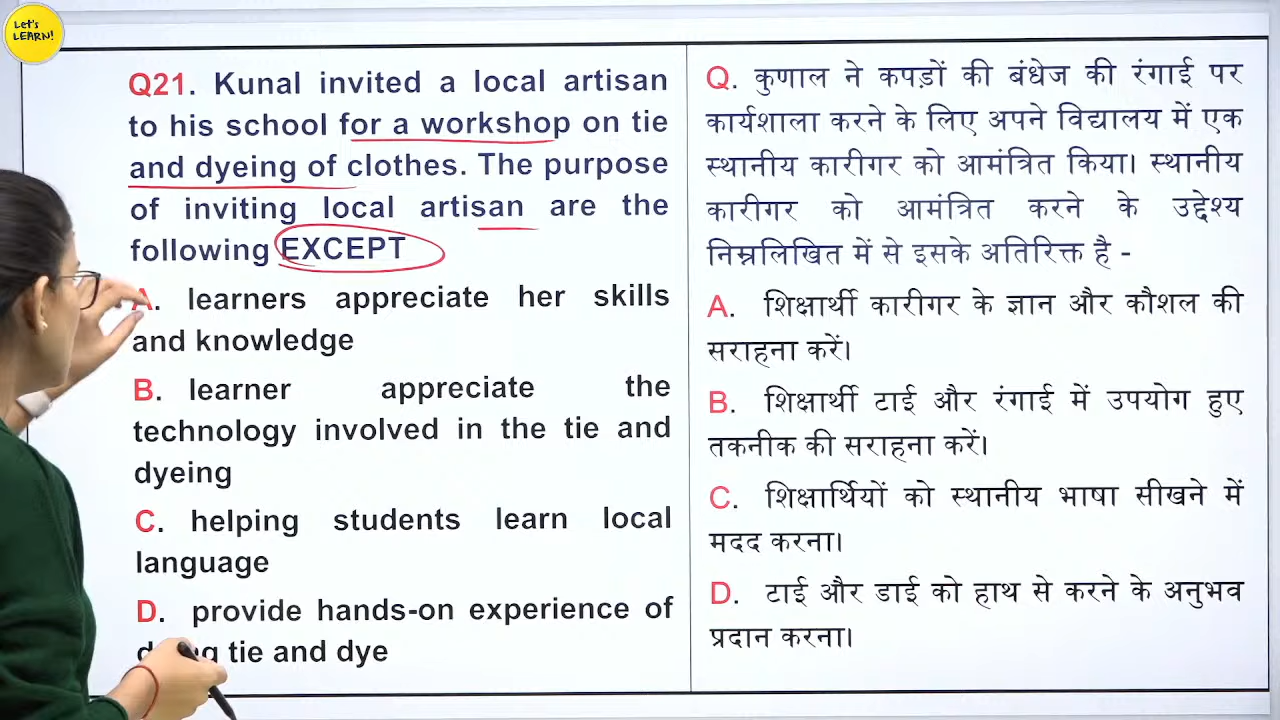 Let's
LEARN!
Q21. Kunal invited a local artisan
to his school for a workshop on tie
and dyeing of clothes. The purpose
of inviting local artisan are the
following EXCEPT
A. learners appreciate her skills
and knowledge
B. learner appreciate the
technology involved in the tie and
dyeing
C. helping students learn local
language
D. provide hands-on experience of
tie and dye
Q. कुणाल ने कपड़ों की बंधेज की रंगाई पर
कार्यशाला करने के लिए अपने विद्यालय में एक
स्थानीय कारीगर को आमंत्रित किया। स्थानीय
कारीगर को आमंत्रित करने के उद्देश्य
निम्नलिखित में से इसके अतिरिक्त है -
A. शिक्षार्थी कारीगर के ज्ञान और कौशल की
सराहना करें।
B. शिक्षार्थी टाई और रंगाई में उपयोग हुए
तकनीक की सराहना करें।
C. शिक्षार्थियों को स्थानीय भाषा सीखने में
मदद करना।
D. टाई और डाई को हाथ से करने के अनुभव
प्रदान करना।